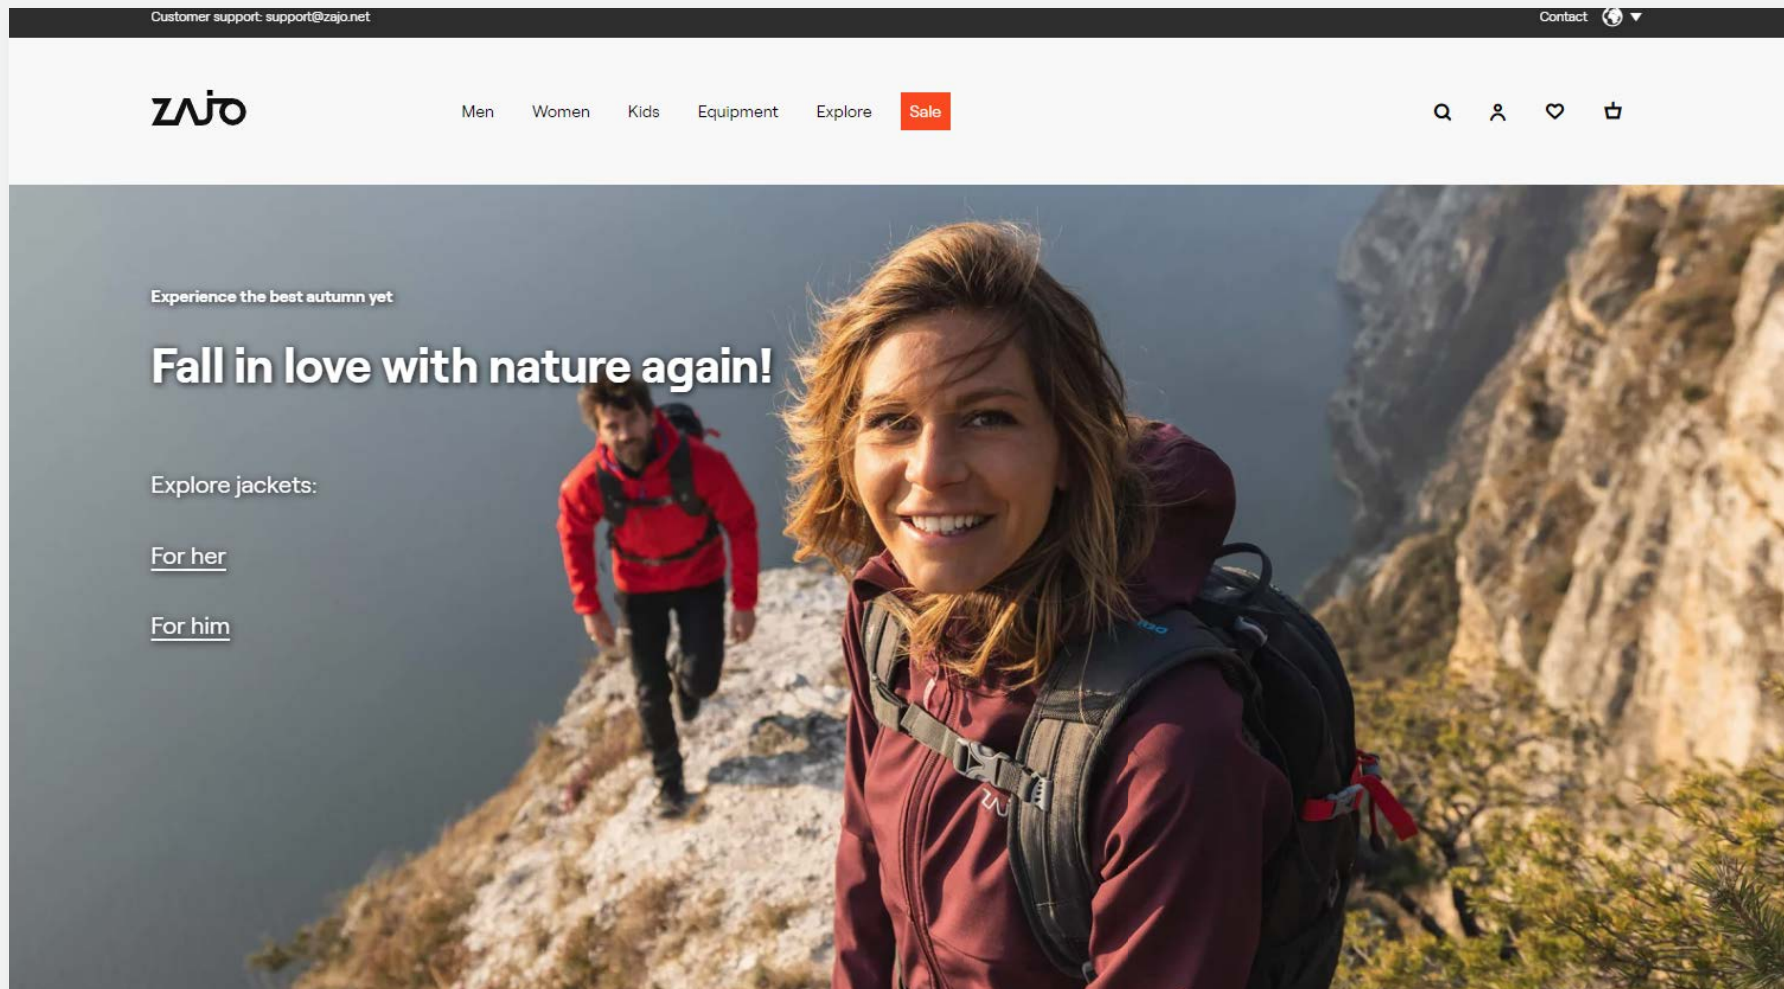 Customer support: support@zajo.net
Contact
ZAJO
Men Women Kids Equipment Explore Sale
Experience the best autumn yet
Fall in love with nature again!
Explore jackets:
For her
For him